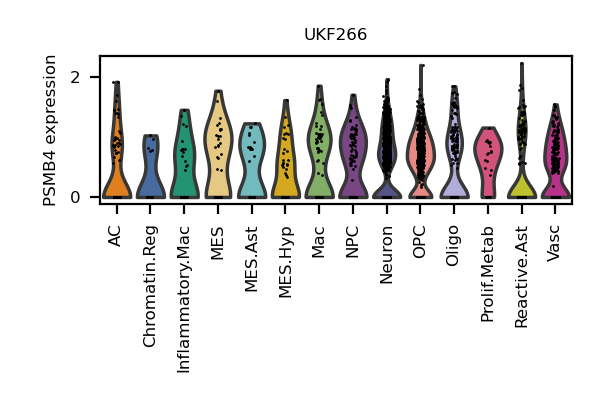 UKF266
PSMB4 expression
2
0
AC
Chromatin.Reg
Inflammatory.Mac
MES
MES.Ast
MES.Hyp
Mac
NPC
Neuron
OPC
Oligo
Prolif.Metab
Reactive.Ast
Vasc